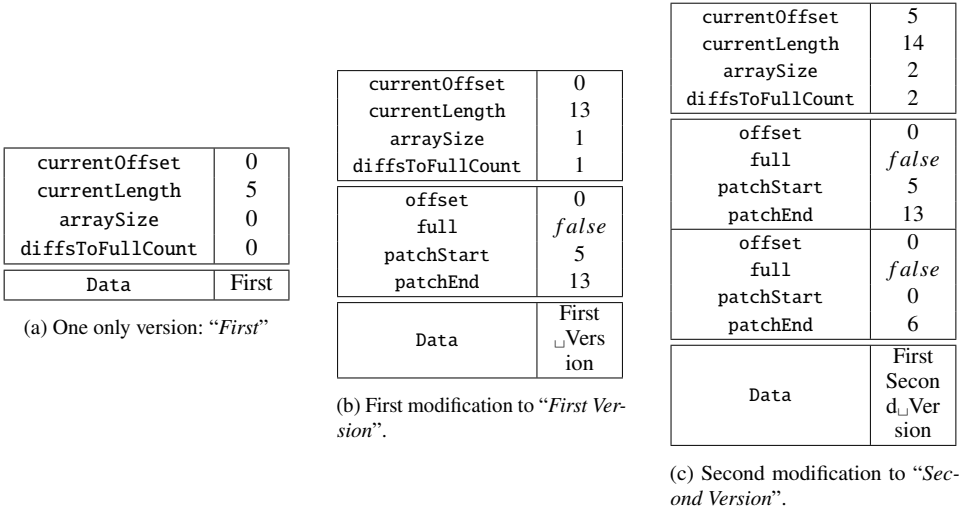 currentOffset 0
currentLength 5
arraySize 0
diffsToFullCount 0
Data First
(a) One only version: “First”
currentOffset 0
currentLength 13
arraySize 1
diffsToFullCount 1
offset 0
full false
patchStart 5
patchEnd 13
First
Data ␣Vers
ion
(b) First modification to “First Ver-
sion”.
currentOffset 5
currentLength 14
arraySize 2
diffsToFullCount 2
offset 0
full false
patchStart 5
patchEnd 13
offset 0
full false
patchStart 0
patchEnd 6
First
Secon
Data
d␣Ver
sion
(c) Second modification to “Sec-
ond Version”.